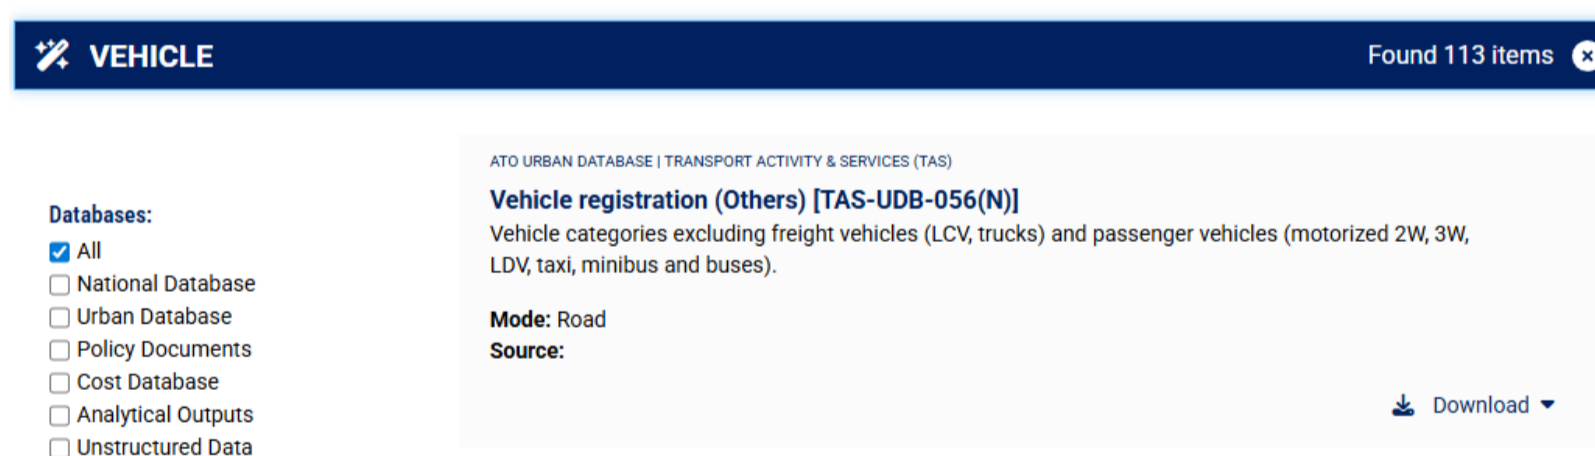 VEHICLE
Found 113 items
Databases:
All
National Database
Urban Database
Policy Documents
Cost Database
Analytical Outputs
Unstructured Data
ATO URBAN DATABASE | TRANSPORT ACTIVITY & SERVICES (TAS)
Vehicle registration (Others) [TAS-UDB-056(N)]
Vehicle categories excluding freight vehicles (LCV, trucks) and passenger vehicles (motorized 2W, 3W,
LDV, taxi, minibus and buses).
Mode: Road
Source:
Download